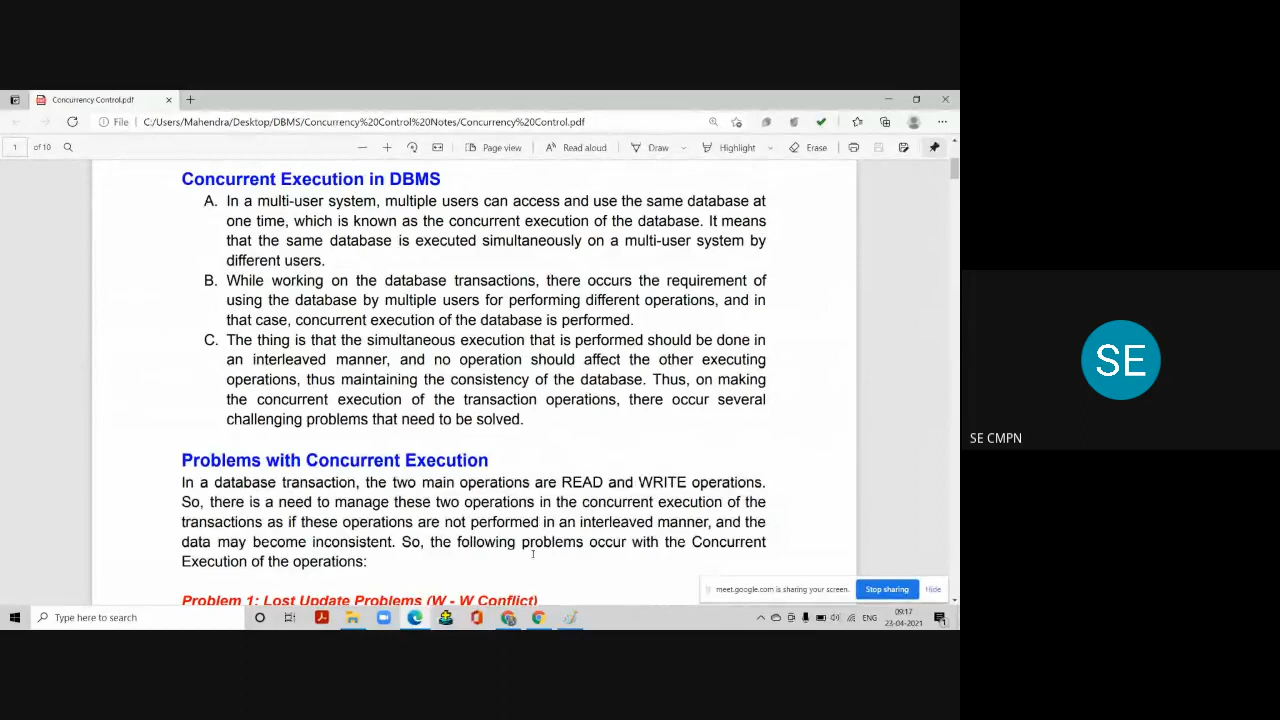 Concurrency Control.pdf
File
C:/Users/Mahendra/Desktop/DBMS/Concurrency%20Control%20Notes/Concurrency%20Control.pdf
1 of 10
Page view
Read aloud
Draw
Highlight
Erase
Concurrent Execution in DBMS
A. In a multi-user system, multiple users can access and use the same database at
one time, which is known as the concurrent execution of the database. It means
that the same database is executed simultaneously on a multi-user system by
different users.
B. While working on the database transactions, there occurs the requirement of
using the database by multiple users for performing different operations, and in
that case, concurrent execution of the database is performed.
C. The thing is that the simultaneous execution that is performed should be done in
an interleaved manner, and no operation should affect the other executing
operations, thus maintaining the consistency of the database. Thus, on making
the concurrent execution of the transaction operations, there occur several
challenging problems that need to be solved.
Problems with Concurrent Execution
In a database transaction, the two main operations are READ and WRITE operations.
So, there is a need to manage these two operations in the concurrent execution of the
transactions as if these operations are not performed in an interleaved manner, and the
data may become inconsistent. So, the following problems occur with the Concurrent
Execution of the operations:
Problem 1: Lost Update Problems (W - W Conflict)
meet.google.com is sharing your screen.
Stop sharing
Hide
Type here to search
ENG
09:17
23-04-2021
SE
SE CMPN